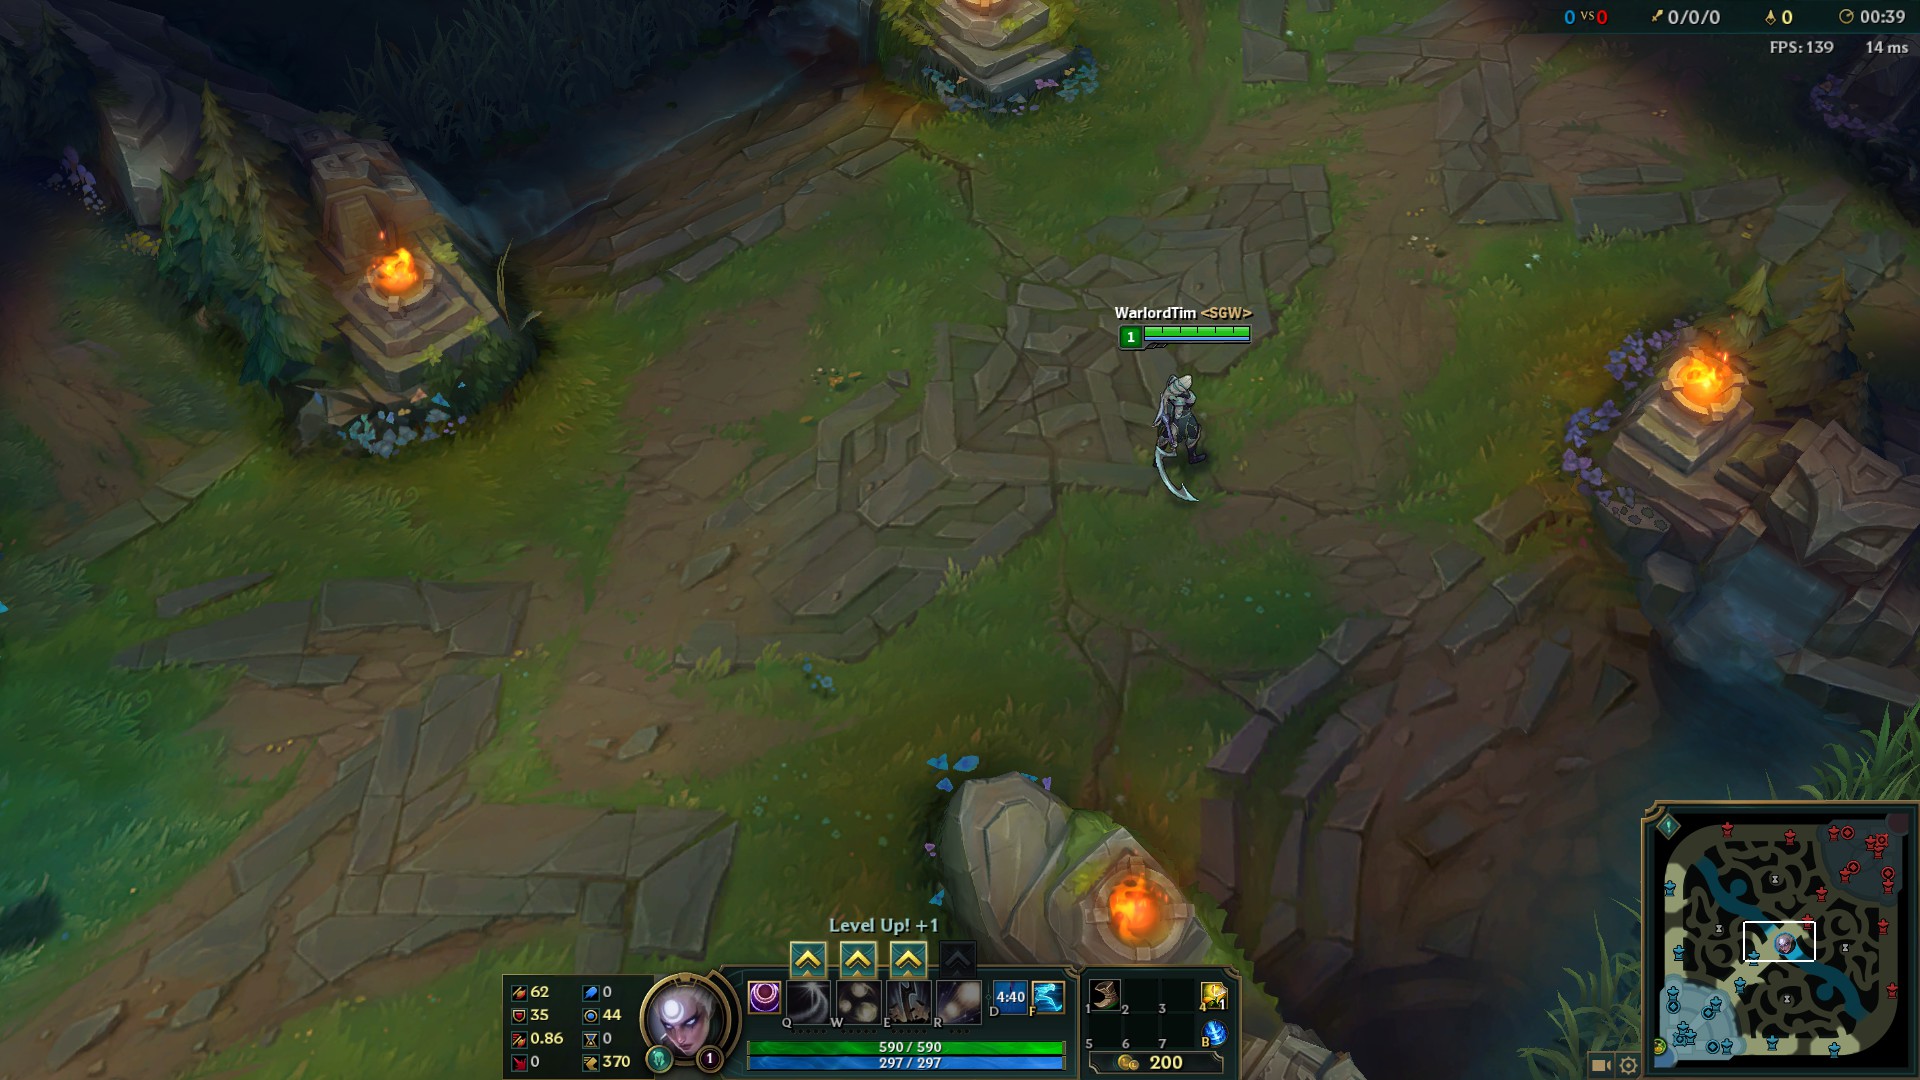 0 VS 0 0/0/0 0 00:39
FPS: 139 14 ms
WarlordTim <SGW>
1
Level Up! +1
62 0
35 44
0.86 0
0 370
1
Q W E R
4:40
D F
1 2 3 4 1
5 6 7 B
590 / 590
297 / 297
200